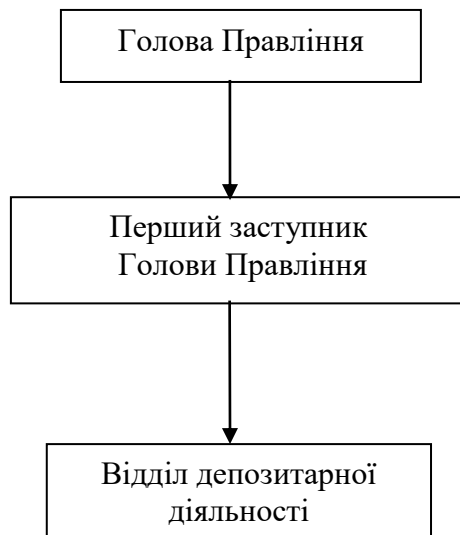 Голова Правління
Перший заступник
Голови Правління
Відділ депозитарної
діяльності